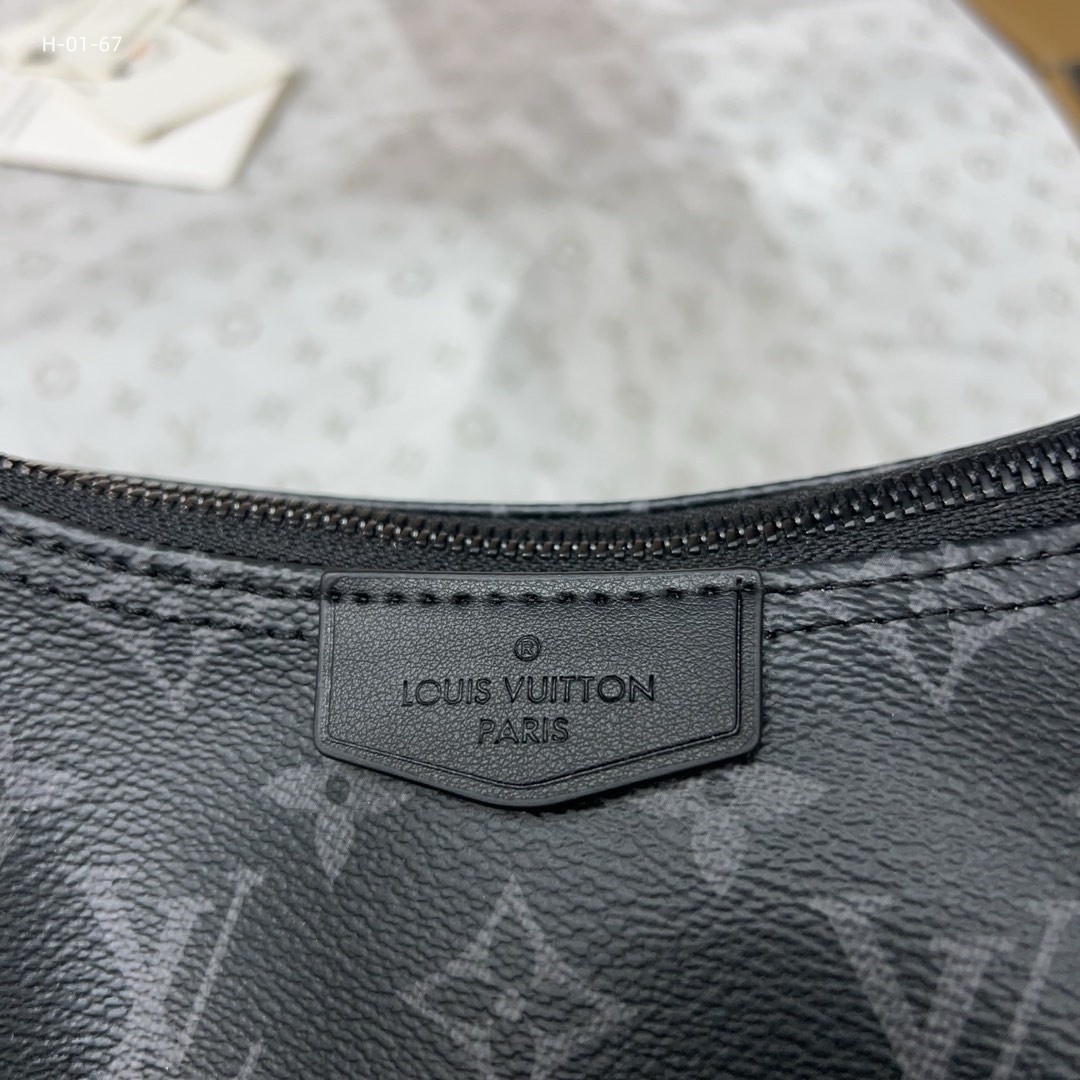 H-01-67
®
LOUIS VUITTON
PARIS